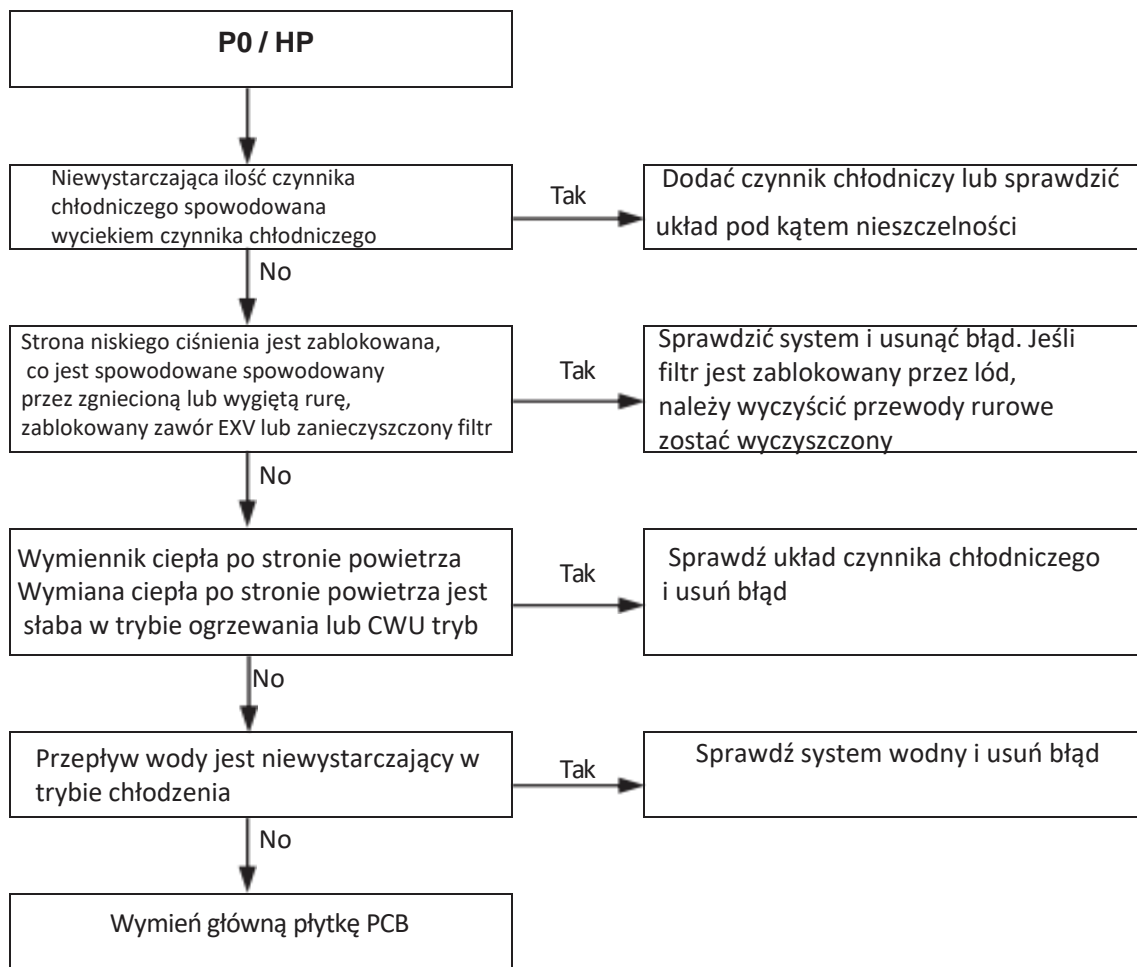 P0 / HP
Niewystarczająca ilość czynnika
chłodniczego spowodowana
wyciekiem czynnika chłodniczego
Tak
Dodać czynnik chłodniczy lub sprawdzić
układ pod kątem nieszczelności
No
Strona niskiego ciśnienia jest zablokowana,
co jest spowodowane spowodowany
przez zgniecioną lub wygiętą rurę,
zablokowany zawór EXV lub zanieczyszczony filtr
Tak
Sprawdzić system i usunąć błąd. Jeśli
filtr jest zablokowany przez lód,
należy wyczyścić przewody rurowe
zostać wyczyszczony
No
Wymiennik ciepła po stronie powietrza
Wymiana ciepła po stronie powietrza jest
słaba w trybie ogrzewania lub CWU tryb
Tak
Sprawdź układ czynnika chłodniczego
i usuń błąd
No
Przepływ wody jest niewystarczający w
trybie chłodzenia
Tak
Sprawdź system wodny i usuń błąd
No
Wymień główną płytkę PCB